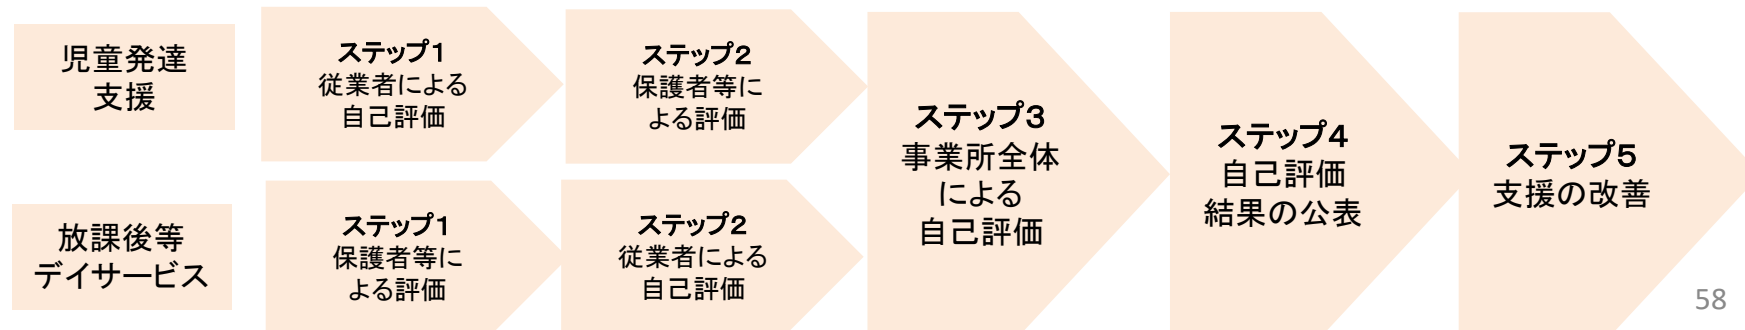 児童発達
支援
ステップ1
従業者による
自己評価
ステップ2
保護者等に
よる評価
放課後等
デイサービス
ステップ1
保護者等に
よる評価
ステップ2
従業者による
自己評価
ステップ3
事業所全体
による
自己評価
ステップ4
自己評価
結果の公表
ステップ5
支援の改善
58